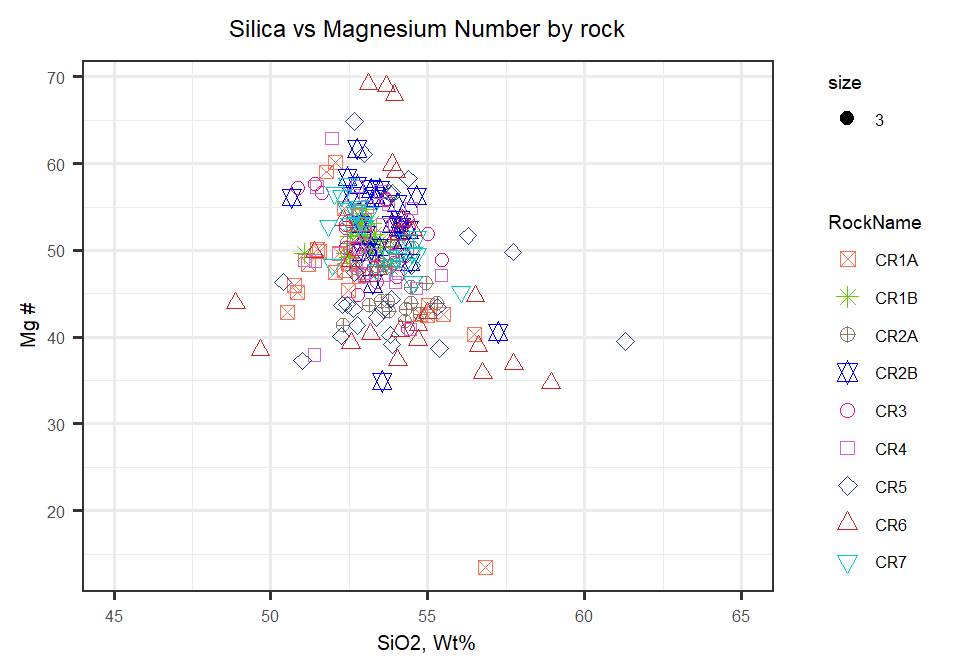 Silica vs Magnesium Number by rock
Mg #
70
60
50
40
30
20
45
50
55
60
65
SiO2, Wt%
size
3
RockName
CR1A
CR1B
CR2A
CR2B
CR3
CR4
CR5
CR6
CR7